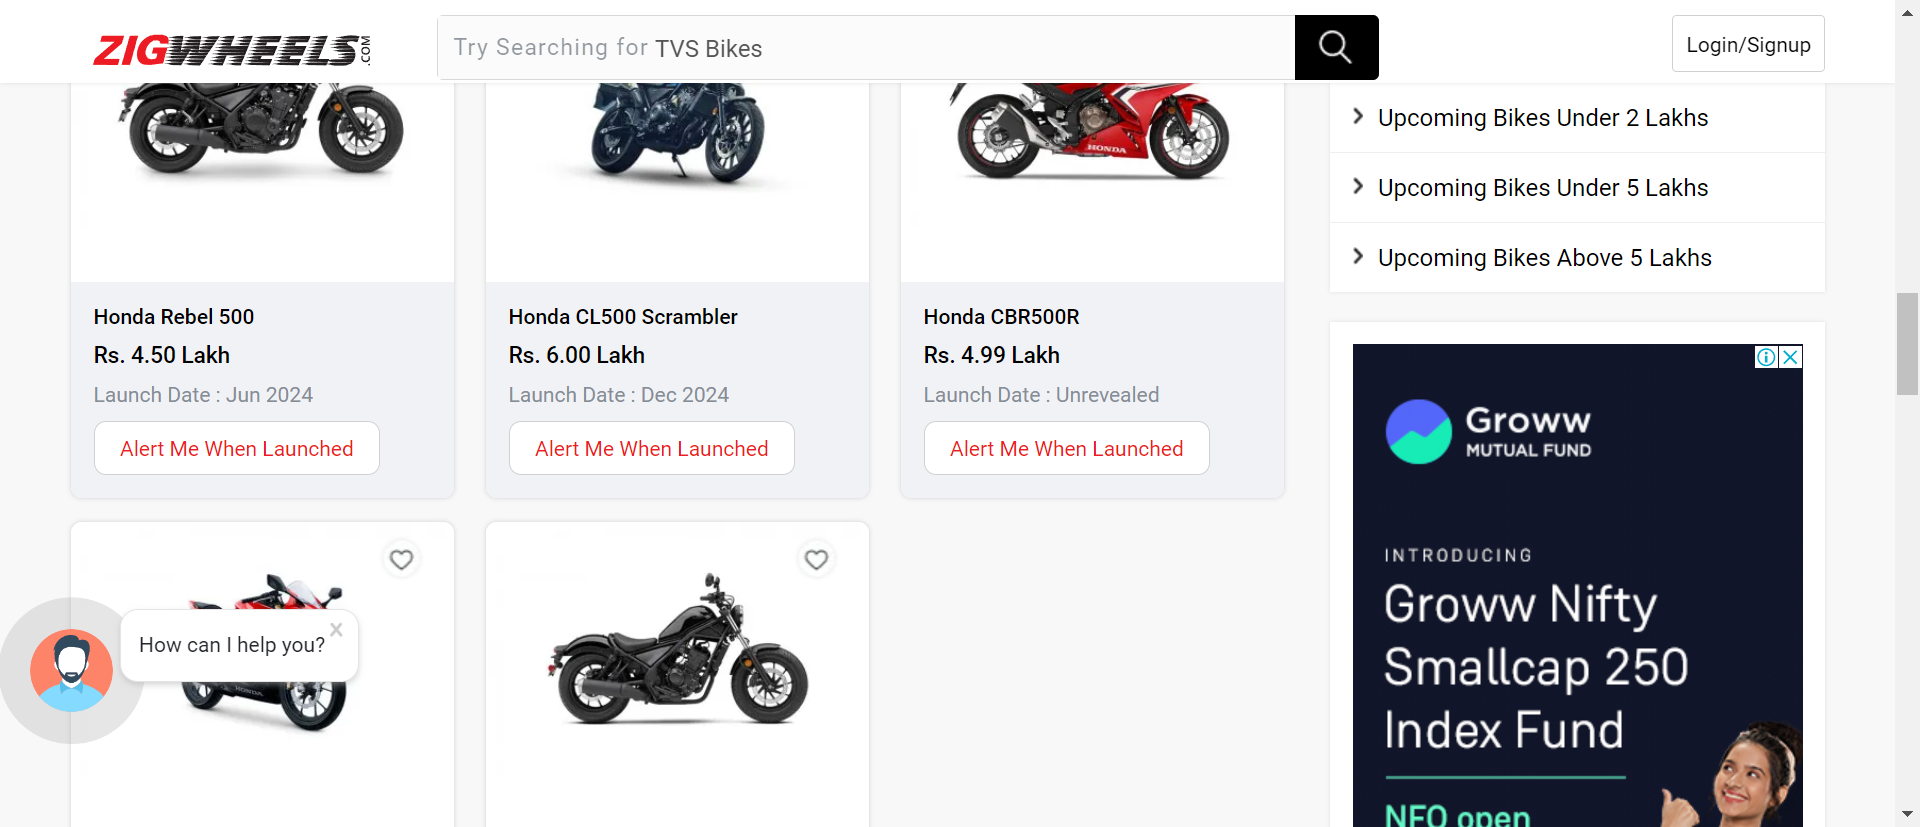 ZIGWHEELS.COM
Try Searching for TVS Bikes
Login/Signup
HONDA
Honda Rebel 500
Rs. 4.50 Lakh
Launch Date : Jun 2024
Alert Me When Launched
Honda CL500 Scrambler
Rs. 6.00 Lakh
Launch Date : Dec 2024
Alert Me When Launched
Honda CBR500R
Rs. 4.99 Lakh
Launch Date : Unrevealed
Alert Me When Launched
How can I help you?
HONDA
Upcoming Bikes Under 2 Lakhs
Upcoming Bikes Under 5 Lakhs
Upcoming Bikes Above 5 Lakhs
Groww
MUTUAL FUND
INTRODUCING
Groww Nifty
Smallcap 250
Index Fund
NFO open